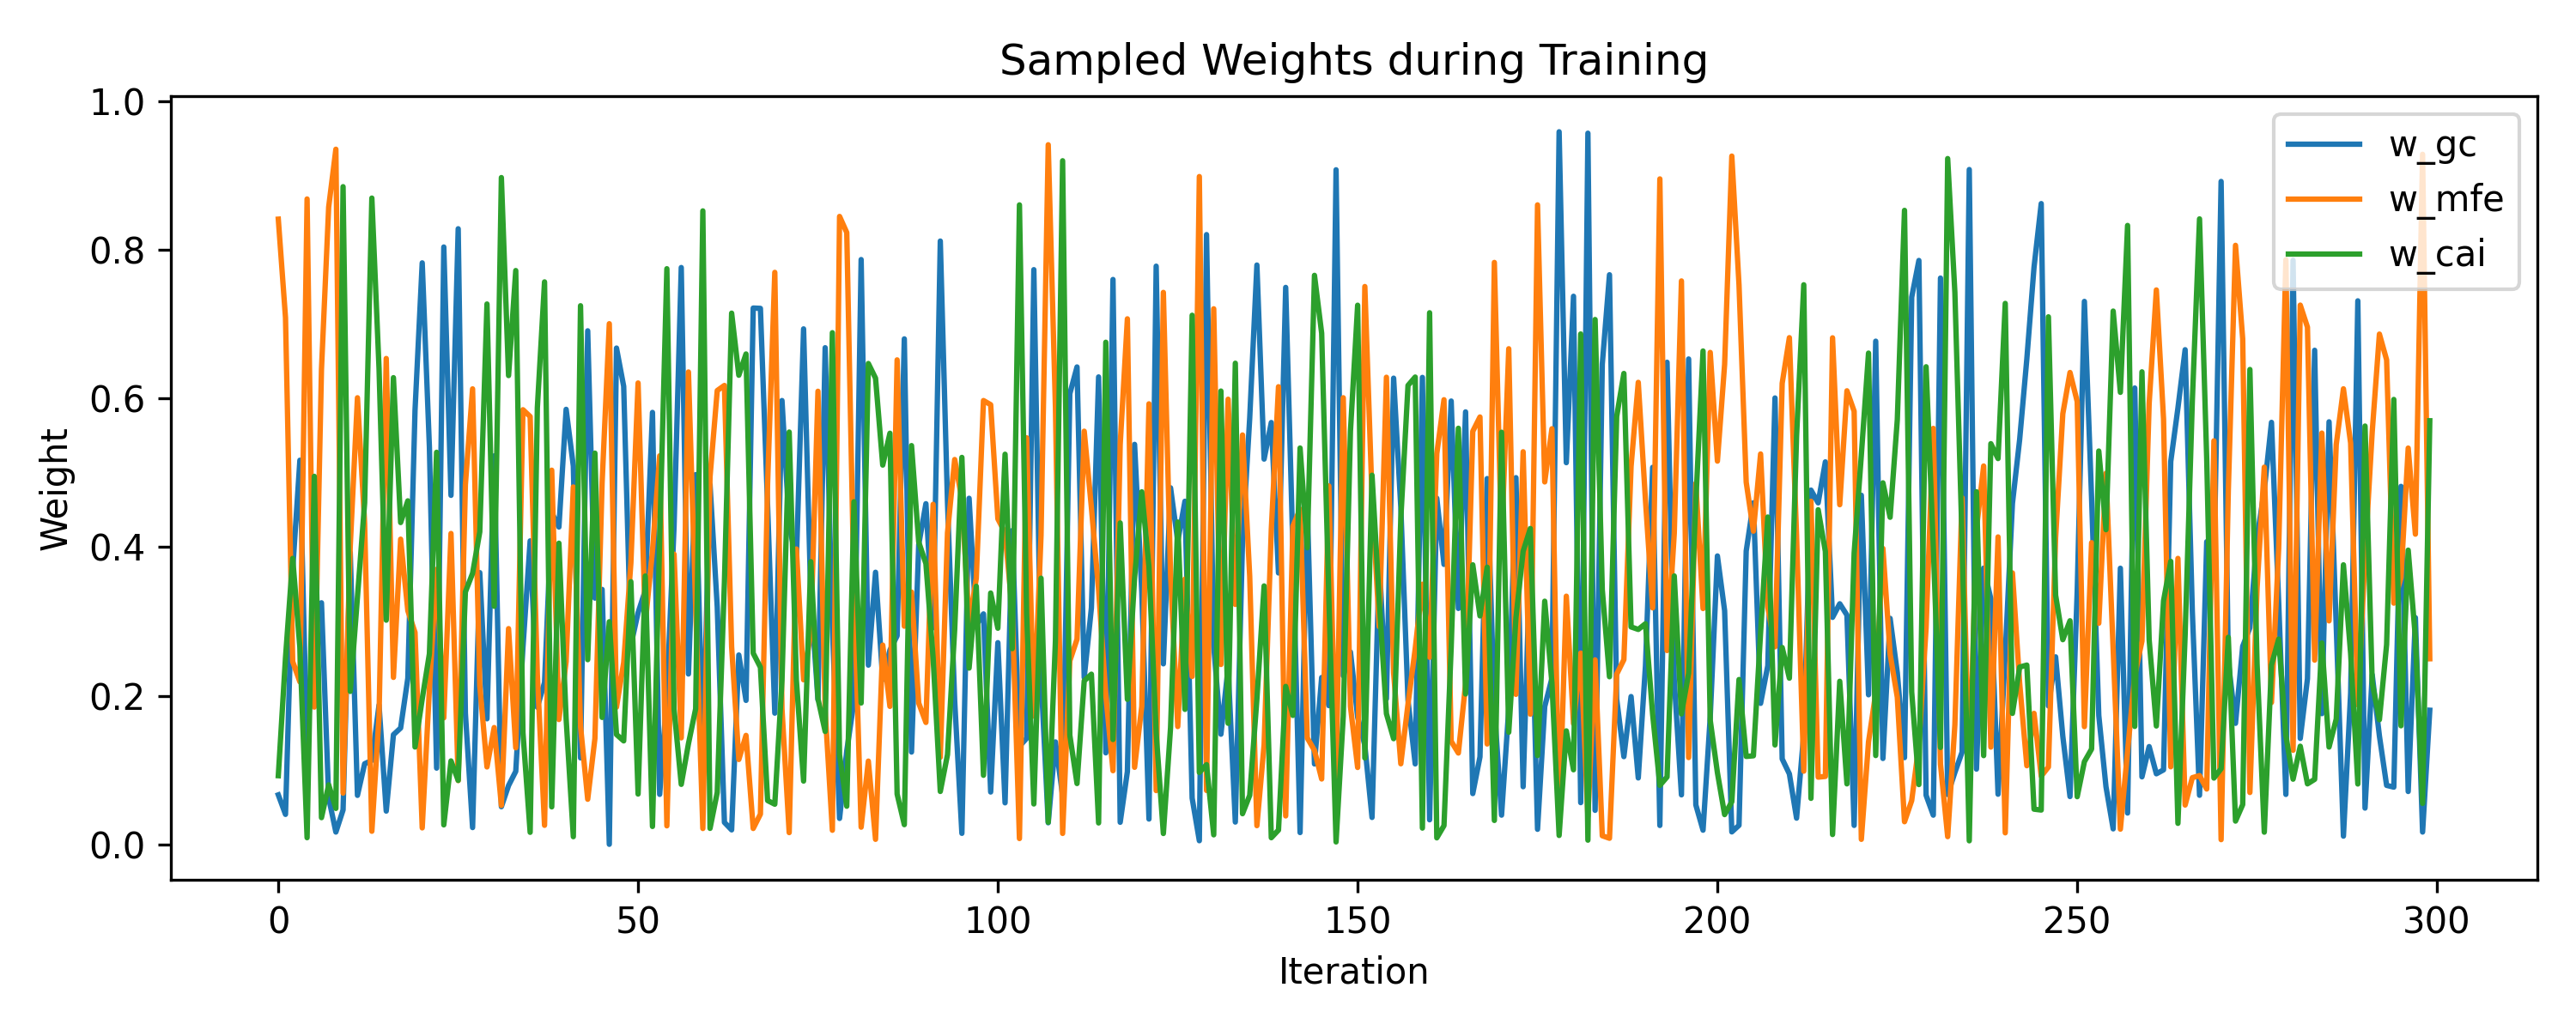 Sampled Weights during Training
1.0
0.8
0.6
0.4
0.2
0.0
Weight
w_gc
w_mfe
w_cai
0 50 100 150 200 250 300
Iteration